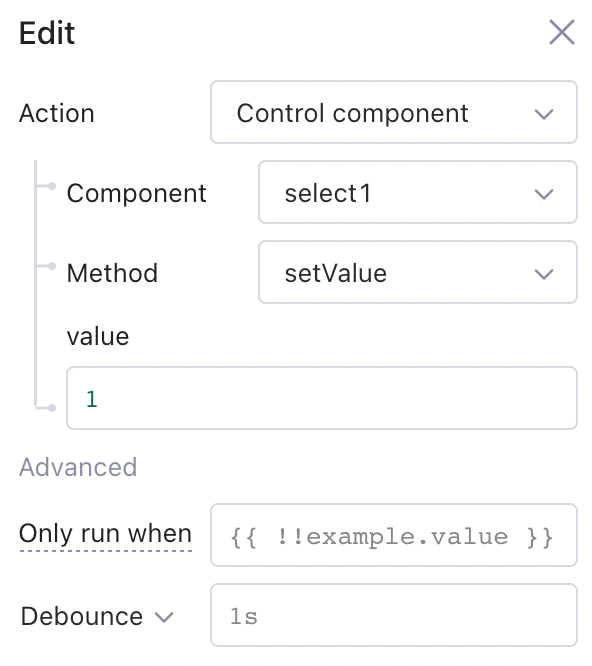 Edit
Action Control component
Component select1
Method setValue
value
1
Advanced
Only run when {{ !!example.value }}
Debounce 1s